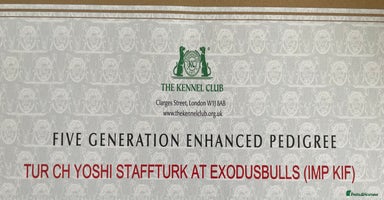 THE KENNEL CLUB
Clarges Street, London W1J 8AB
www.thekennelclub.org.uk
FIVE GENERATION ENHANCED PEDIGREE
TUR CH YOSHI STAFFTURK AT EXODUSBULLS (IMP KIF)